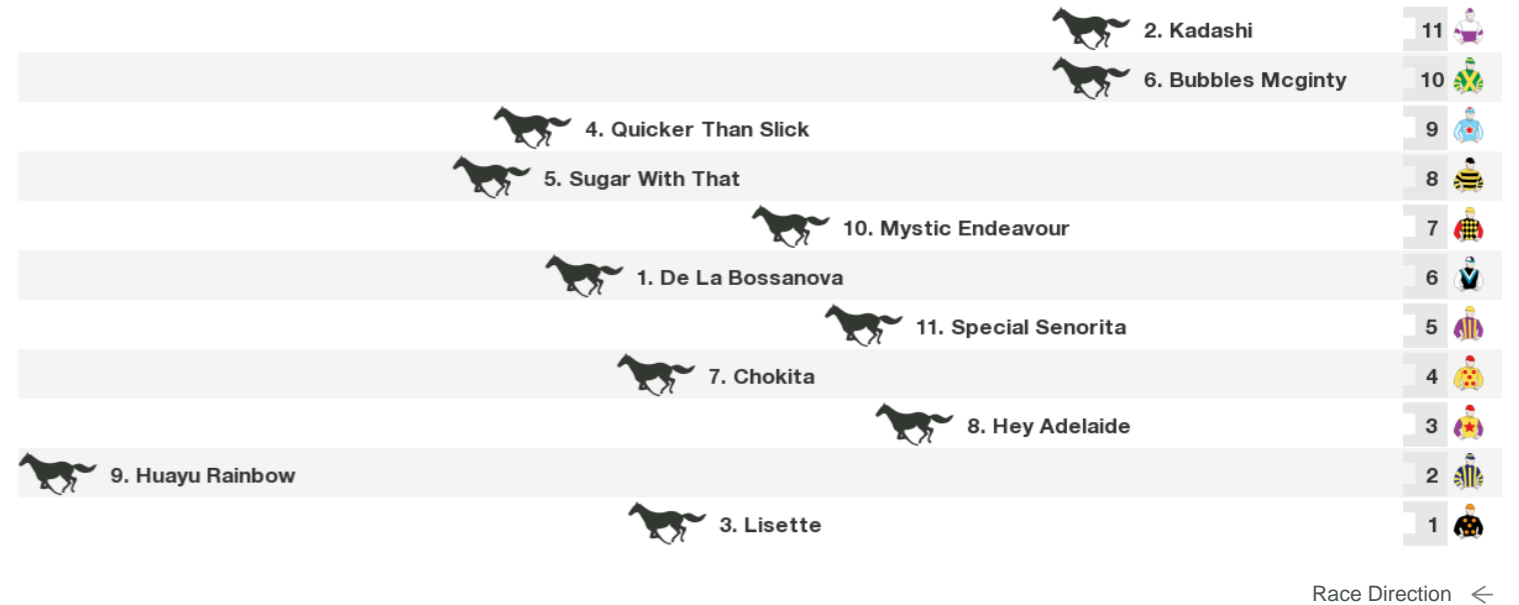 2. Kadashi 11
6. Bubbles Mcginty 10
4. Quicker Than Slick 9
5. Sugar With That 8
10. Mystic Endeavour 7
1. De La Bossanova 6
11. Special Senorita 5
7. Chokita 4
8. Hey Adelaide 3
9. Huayu Rainbow 2
3. Lisette 1
Race Direction